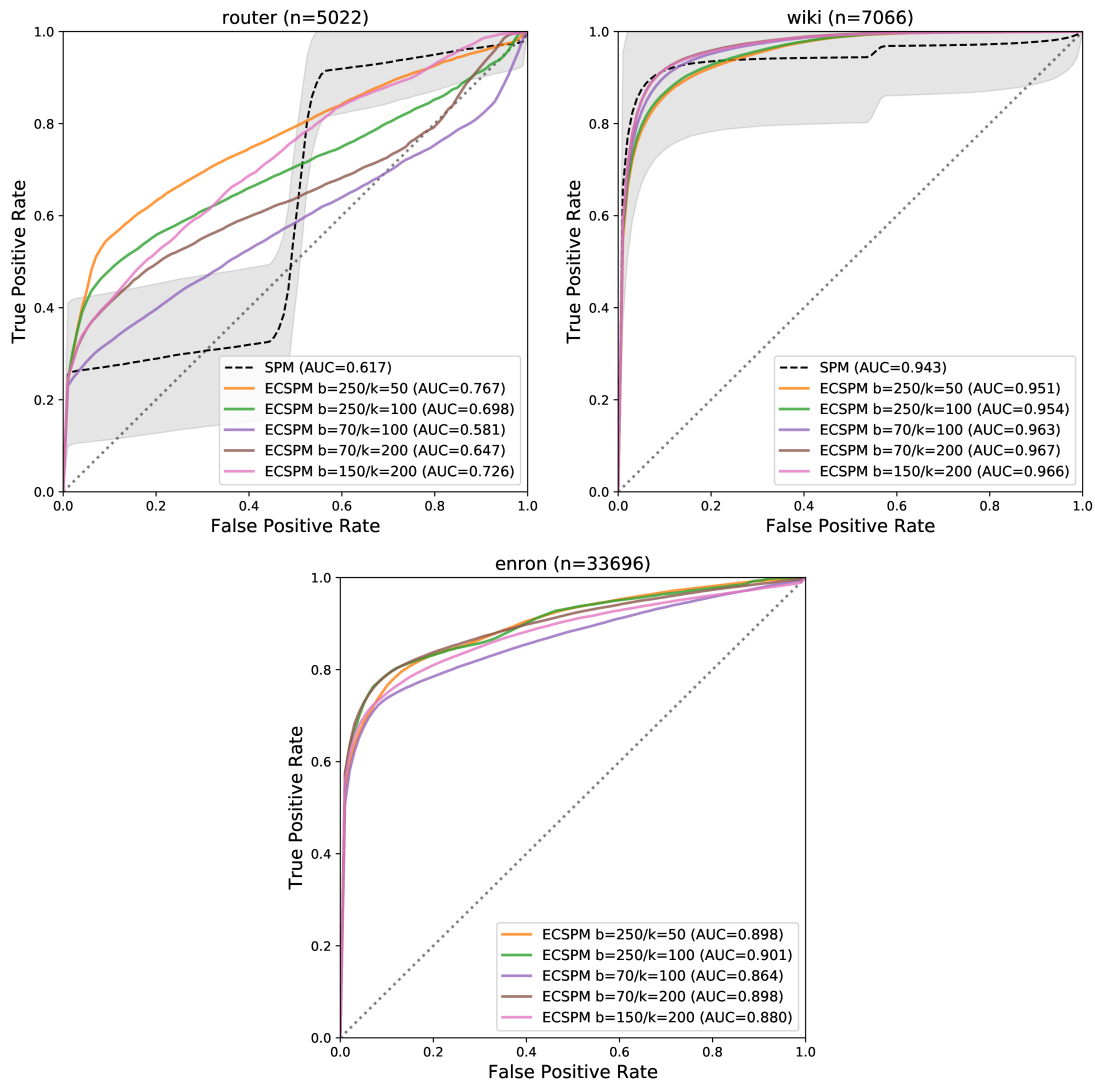 router (n=5022)
1.0
0.8
0.6
0.4
0.2
0.0
True Positive Rate
SPM (AUC=0.617)
ECSPM b=250/k=50 (AUC=0.767)
ECSPM b=250/k=100 (AUC=0.698)
ECSPM b=70/k=100 (AUC=0.581)
ECSPM b=70/k=200 (AUC=0.647)
ECSPM b=150/k=200 (AUC=0.726)
0.0 0.2 0.4 0.6 0.8 1.0
False Positive Rate
wiki (n=7066)
1.0
0.8
0.6
0.4
0.2
0.0
True Positive Rate
SPM (AUC=0.943)
ECSPM b=250/k=50 (AUC=0.951)
ECSPM b=250/k=100 (AUC=0.954)
ECSPM b=70/k=100 (AUC=0.963)
ECSPM b=70/k=200 (AUC=0.967)
ECSPM b=150/k=200 (AUC=0.966)
0.0 0.2 0.4 0.6 0.8 1.0
False Positive Rate
enron (n=33696)
1.0
0.8
0.6
0.4
0.2
0.0
True Positive Rate
ECSPM b=250/k=50 (AUC=0.898)
ECSPM b=250/k=100 (AUC=0.901)
ECSPM b=70/k=100 (AUC=0.864)
ECSPM b=70/k=200 (AUC=0.898)
ECSPM b=150/k=200 (AUC=0.880)
0.0 0.2 0.4 0.6 0.8 1.0
False Positive Rate